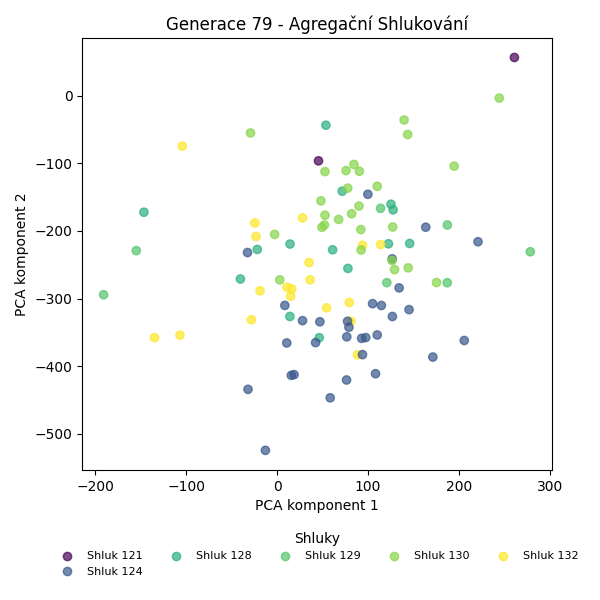 Generace 79 - Agregační Shlukování
0
−100
−200
−300
−400
−500
PCA komponent 2
−200 −100 0 100 200 300
PCA komponent 1
Shluky
Shluk 121 Shluk 128 Shluk 129 Shluk 130 Shluk 132
Shluk 124